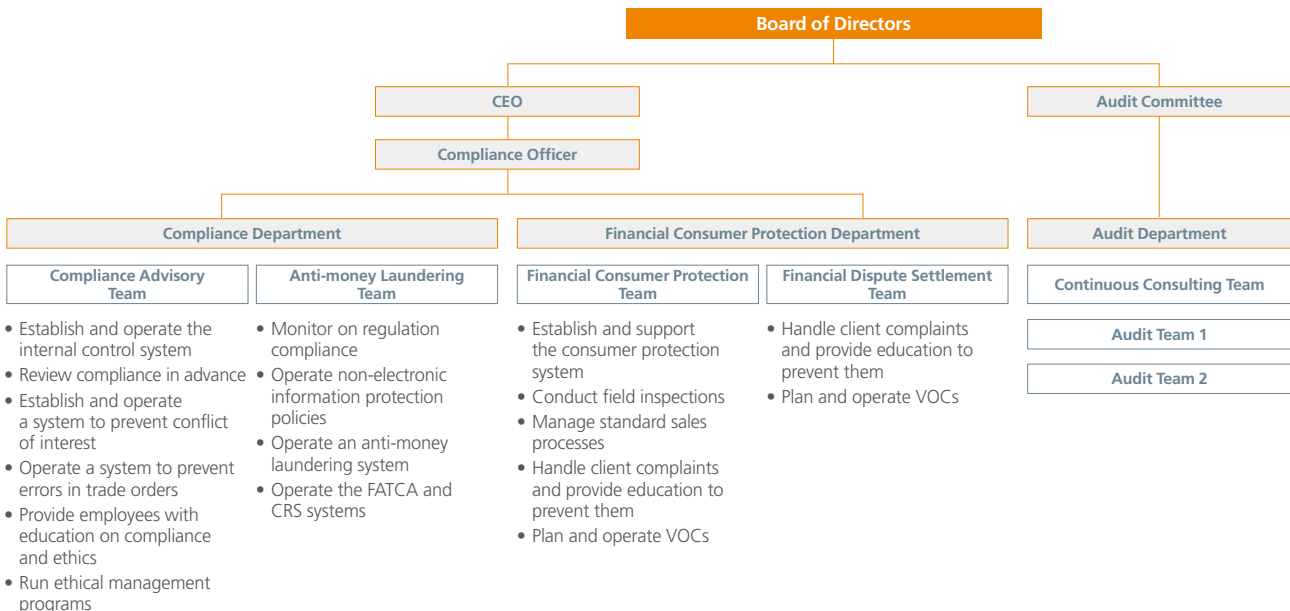 Board of Directors
CEO
Audit Committee
Compliance Officer
Compliance Department
Financial Consumer Protection Department
Audit Department
Compliance Advisory
Team
• Establish and operate the
internal control system
• Review compliance in advance
• Establish and operate
a system to prevent conflict
of interest
• Operate a system to prevent
errors in trade orders
• Provide employees with
education on compliance
and ethics
• Run ethical management
programs
Anti-money Laundering
Team
• Monitor on regulation
compliance
• Operate non-electronic
information protection
policies
• Operate an anti-money
laundering system
• Operate the FATCA and
CRS systems
Financial Consumer Protection
Team
• Establish and support
the consumer protection
system
• Conduct field inspections
• Manage standard sales
processes
• Handle client complaints
and provide education to
prevent them
• Plan and operate VOCs
Financial Dispute Settlement
Team
• Handle client complaints
and provide education to
prevent them
• Plan and operate VOCs
Continuous Consulting Team
Audit Team 1
Audit Team 2